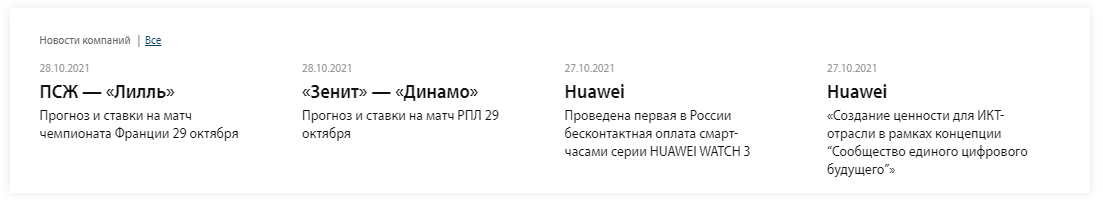 Новости компаний | Все
28.10.2021
ПСЖ — «Лилль»
Прогноз и ставки на матч
чемпионата Франции 29 октября
28.10.2021
«Зенит» — «Динамо»
Прогноз и ставки на матч РПЛ 29
октября
27.10.2021
Huawei
Проведена первая в России
бесконтактная оплата смарт-
часами серии HUAWEI WATCH 3
27.10.2021
Huawei
«Создание ценности для ИКТ-
отрасли в рамках концепции
“Сообщество единого цифрового
будущего”»